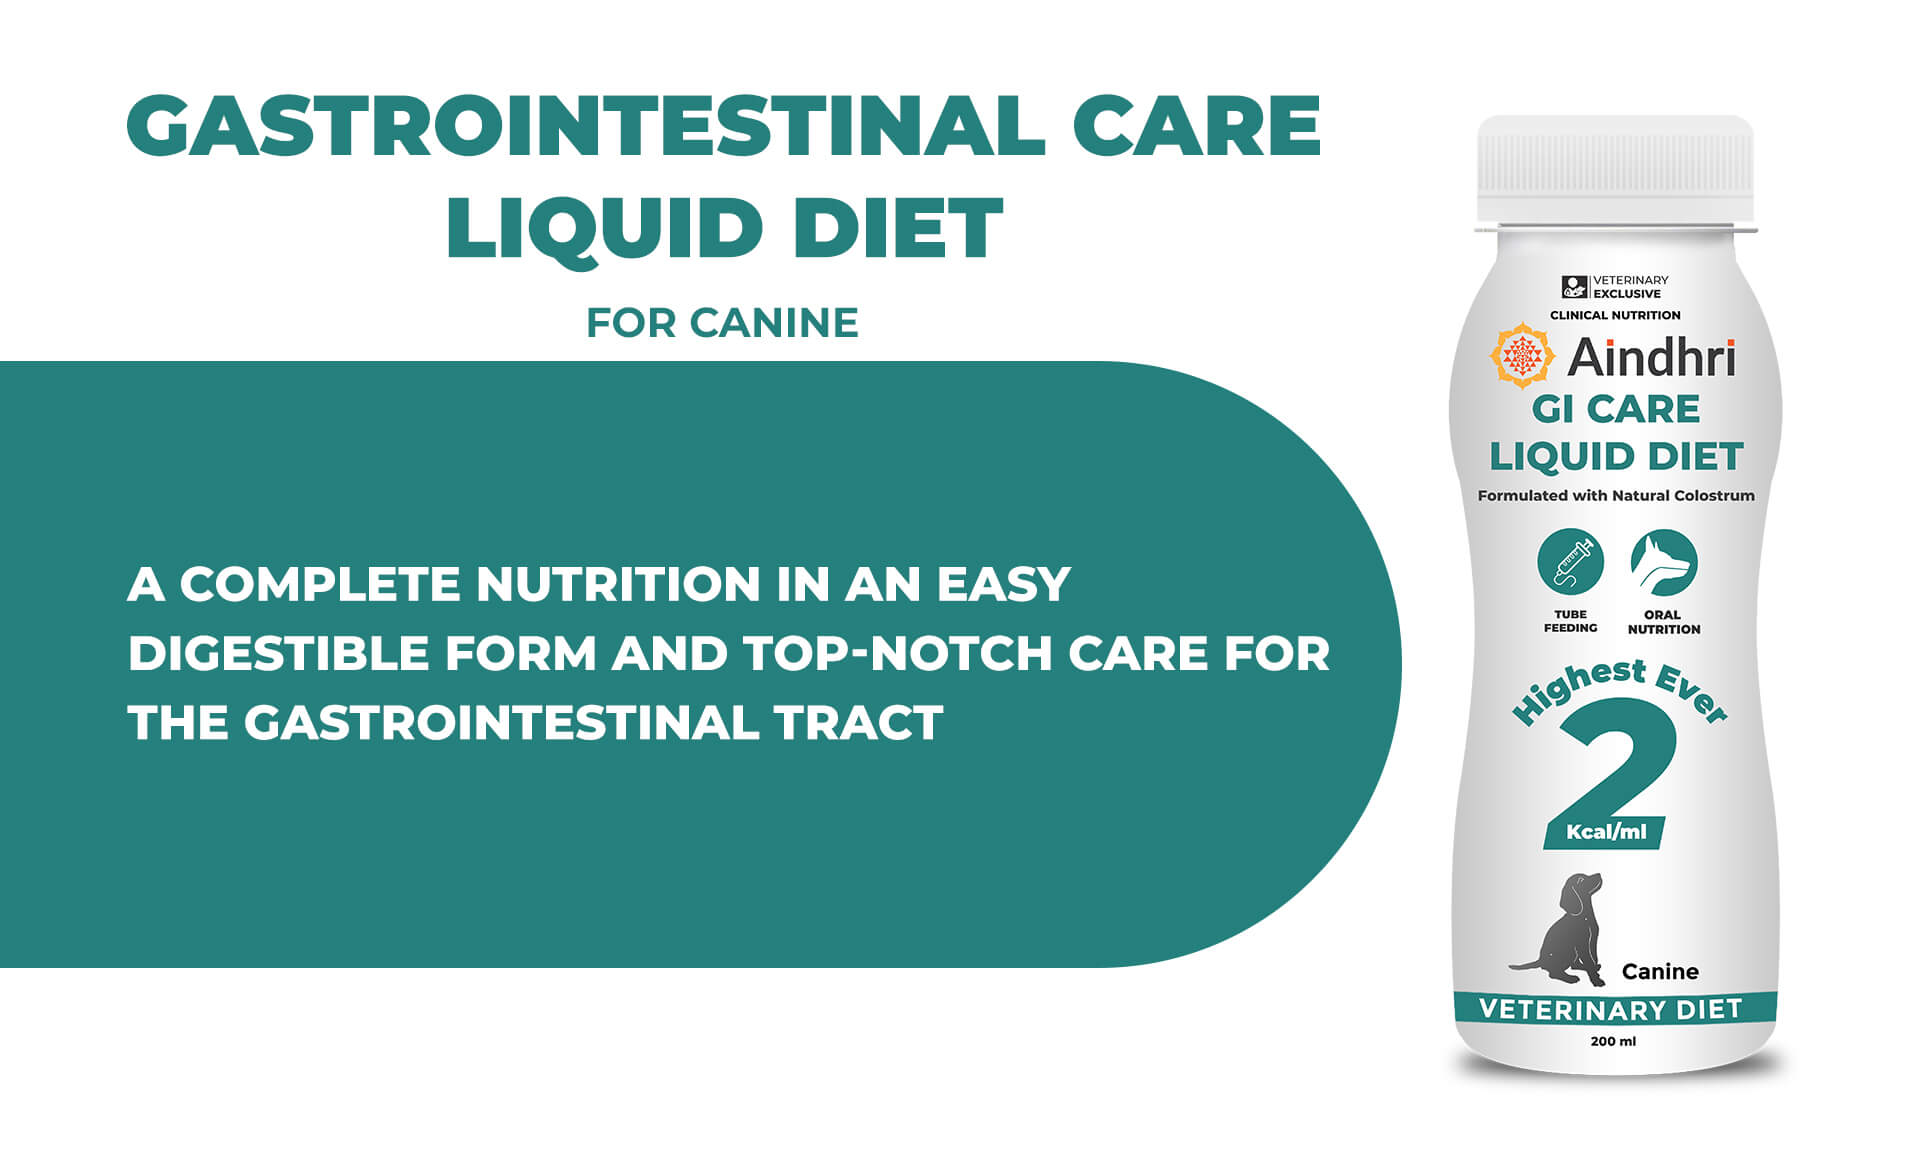 GASTROINTESTINAL CARE
LIQUID DIET
FOR CANINE
A COMPLETE NUTRITION IN AN EASY
DIGESTIBLE FORM AND TOP-NOTCH CARE FOR
THE GASTROINTESTINAL TRACT
VETERINARY
EXCLUSIVE
CLINICAL NUTRITION
Aindhri
GI CARE
LIQUID DIET
Formulated with Natural Colostrum
TUBE
FEEDING
ORAL
NUTRITION
Highest Ever
2
Kcal/ml
Canine
VETERINARY DIET
200 ml